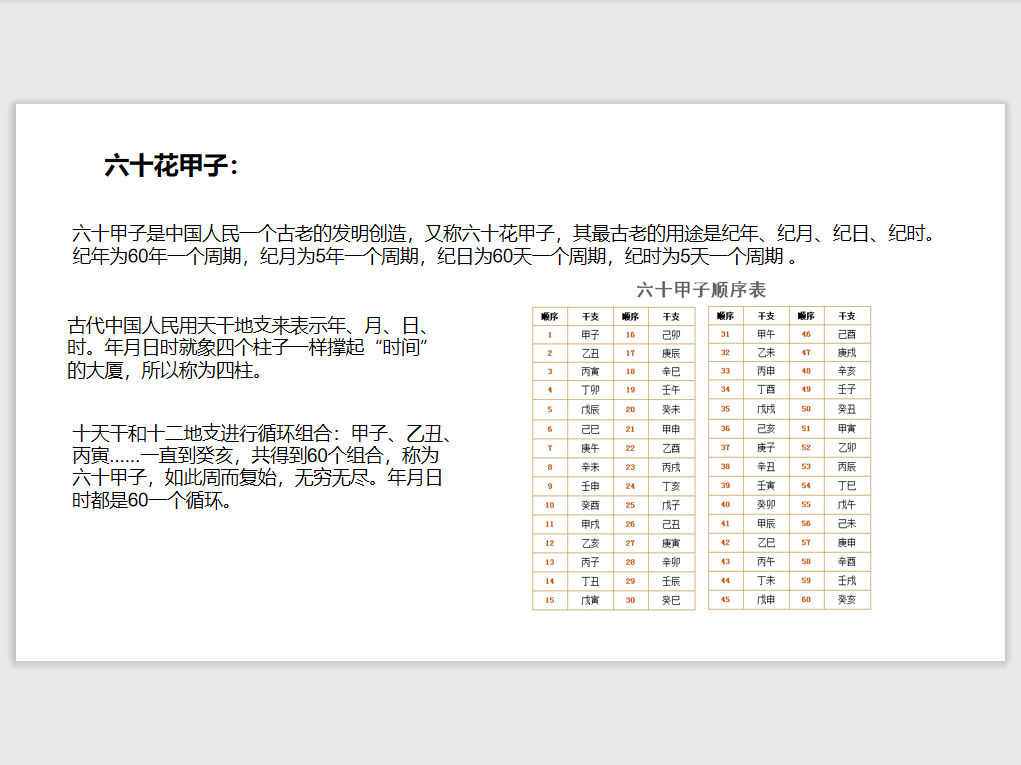 六十花甲子：
六十甲子是中国人民一个古老的发明创造，又称六十花甲子，其最古老的用途是纪年、纪月、纪日、纪时。
纪年为60年一个周期，纪月为5年一个周期，纪日为60天一个周期，纪时为5天一个周期 。
古代中国人民用天干地支来表示年、月、日、
时。年月日时就象四个柱子一样撑起“时间”
的大厦，所以称为四柱。
十天干和十二地支进行循环组合：甲子、乙丑、
丙寅......一直到癸亥，共得到60个组合，称为
六十甲子，如此周而复始，无穷无尽。年月日
时都是60一个循环。
六十甲子顺序表
顺序 干支 顺序 干支 顺序 干支 顺序 干支
1 甲子 16 己卯 31 甲午 46 己酉
2 乙丑 17 庚辰 32 乙未 47 庚戌
3 丙寅 18 辛巳 33 丙申 48 辛亥
4 丁卯 19 壬午 34 丁酉 49 壬子
5 戊辰 20 癸未 35 戊戌 50 癸丑
6 己巳 21 甲申 36 己亥 51 甲寅
7 庚午 22 乙酉 37 庚子 52 乙卯
8 辛未 23 丙戌 38 辛丑 53 丙辰
9 壬申 24 丁亥 39 壬寅 54 丁巳
10 癸酉 25 戊子 40 癸卯 55 戊午
11 甲戌 26 己丑 41 甲辰 56 己未
12 乙亥 27 庚寅 42 乙巳 57 庚申
13 丙子 28 辛卯 43 丙午 58 辛酉
14 丁丑 29 壬辰 44 丁未 59 壬戌
15 戊寅 30 癸巳 45 戊申 60 癸亥